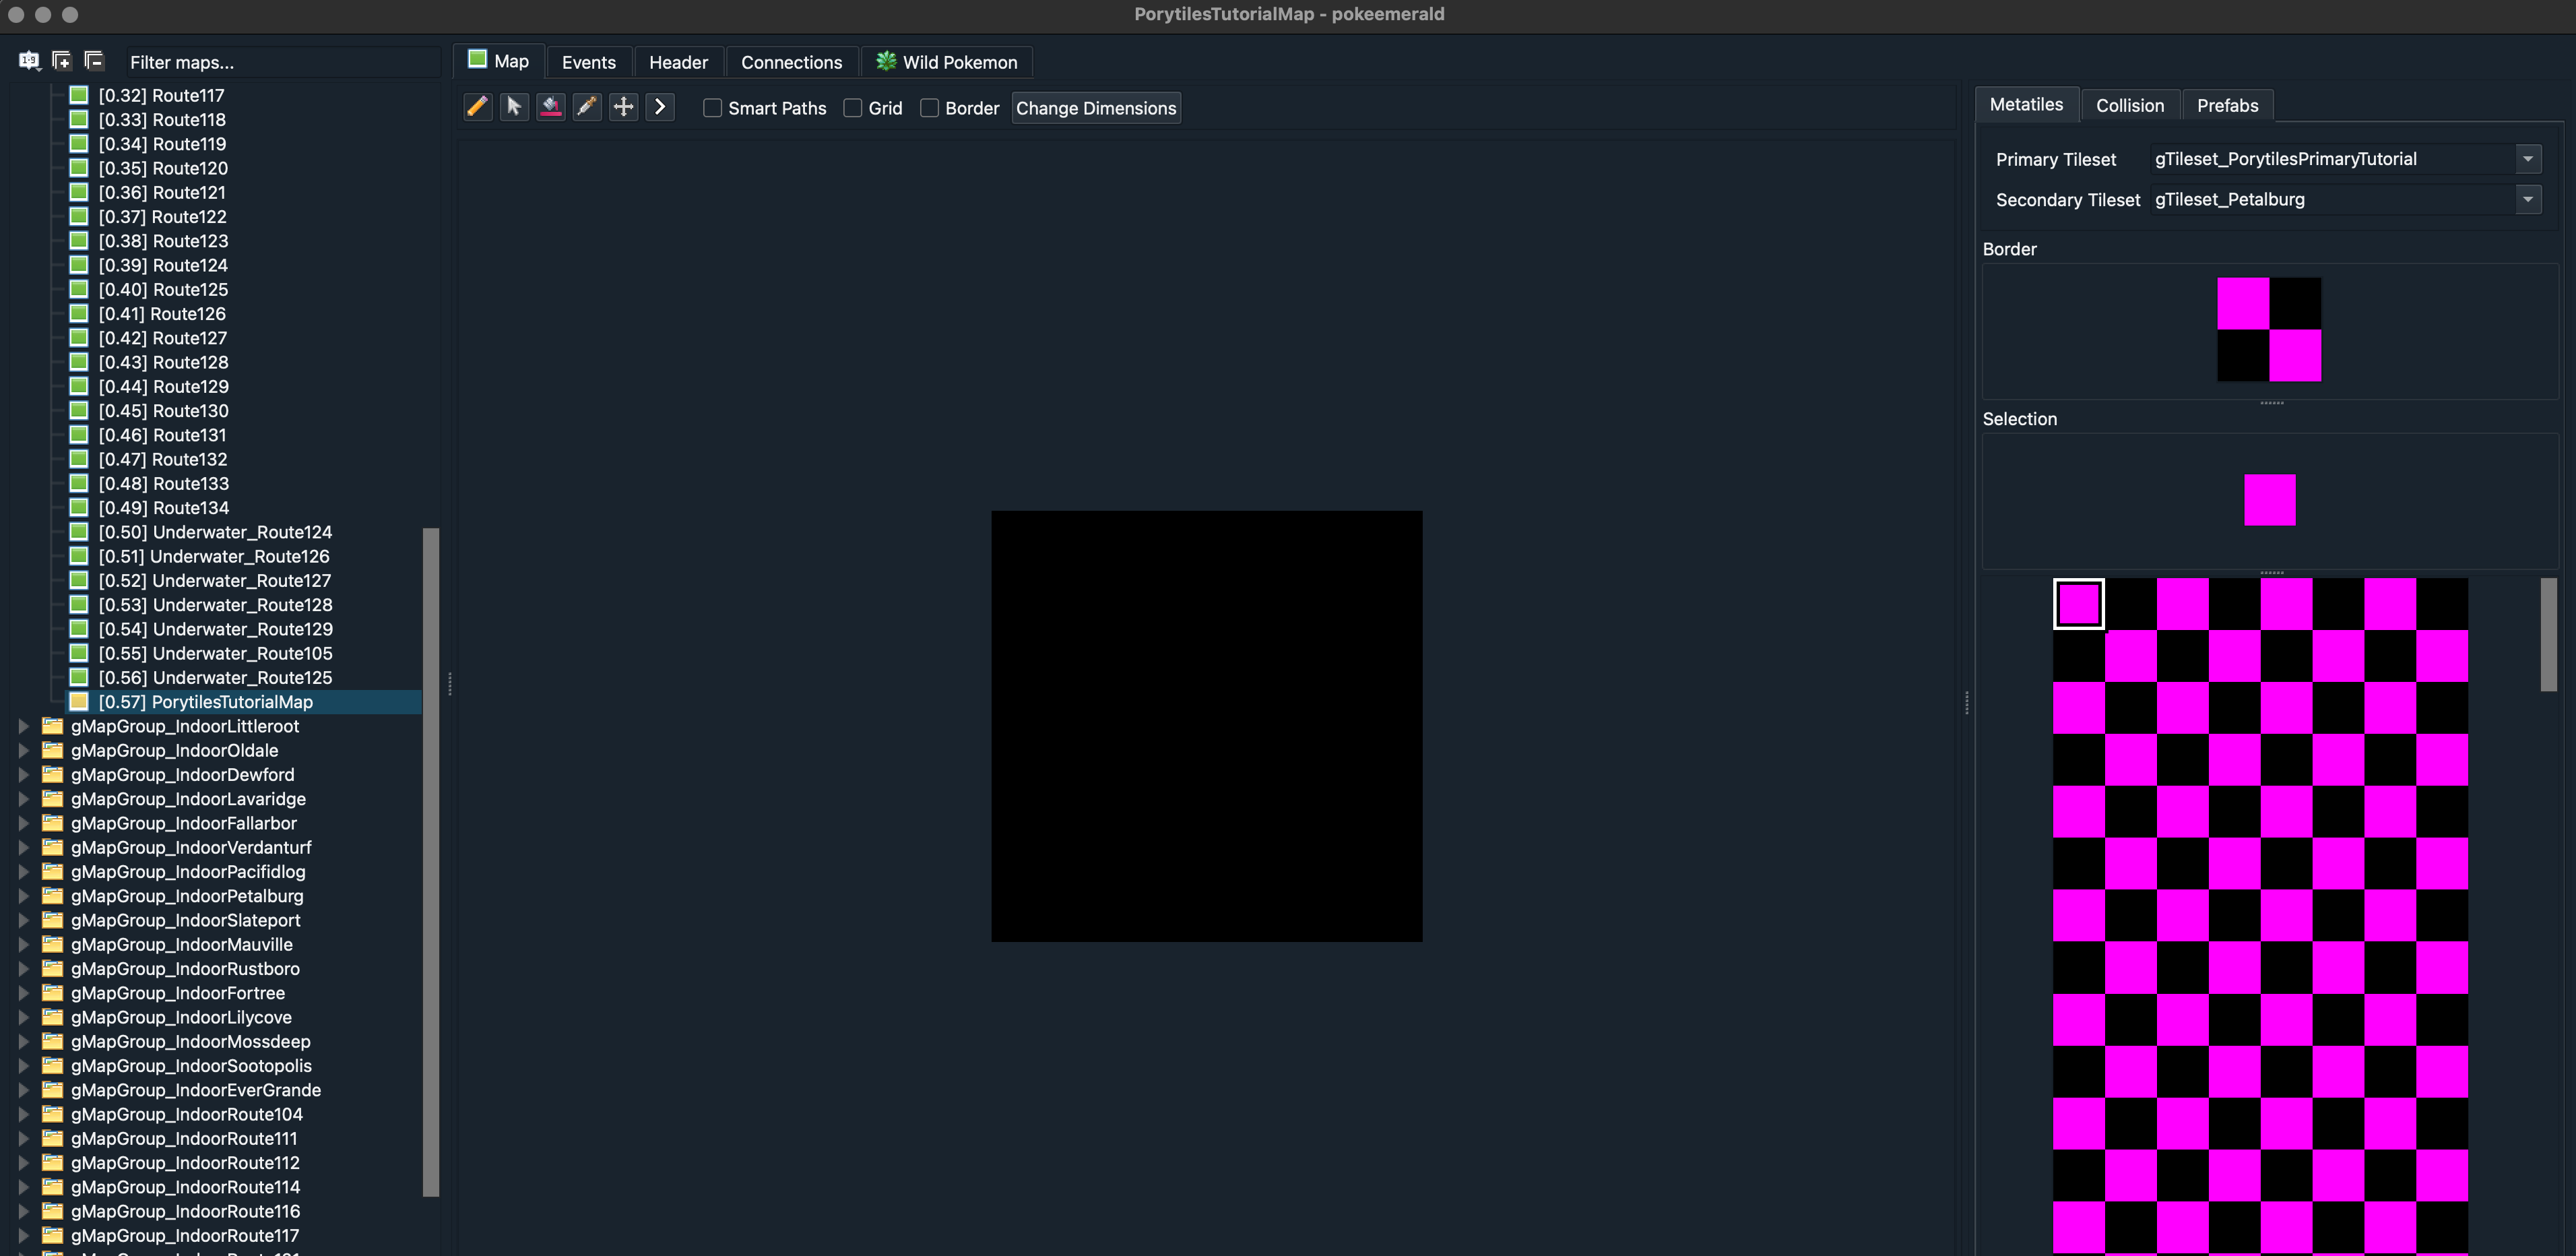 PorytilesTutorialMap - pokeemerald
Filter maps...
Map
Events
Header
Connections
Wild Pokemon
Smart Paths
Grid
Border
Change Dimensions
[0.32] Route117
[0.33] Route118
[0.34] Route119
[0.35] Route120
[0.36] Route121
[0.37] Route122
[0.38] Route123
[0.39] Route124
[0.40] Route125
[0.41] Route126
[0.42] Route127
[0.43] Route128
[0.44] Route129
[0.45] Route130
[0.46] Route131
[0.47] Route132
[0.48] Route133
[0.49] Route134
[0.50] Underwater_Route124
[0.51] Underwater_Route126
[0.52] Underwater_Route127
[0.53] Underwater_Route128
[0.54] Underwater_Route129
[0.55] Underwater_Route105
[0.56] Underwater_Route125
[0.57] PorytilesTutorialMap
gMapGroup_IndoorLittleroot
gMapGroup_IndoorOldale
gMapGroup_IndoorDewford
gMapGroup_IndoorLavaridge
gMapGroup_IndoorFallarbor
gMapGroup_IndoorVerdanturf
gMapGroup_IndoorPacifidlog
gMapGroup_IndoorPetalburg
gMapGroup_IndoorSlateport
gMapGroup_IndoorMauville
gMapGroup_IndoorRustboro
gMapGroup_IndoorFortree
gMapGroup_IndoorLilycove
gMapGroup_IndoorMossdeep
gMapGroup_IndoorSootopolis
gMapGroup_IndoorEverGrande
gMapGroup_IndoorRoute104
gMapGroup_IndoorRoute111
gMapGroup_IndoorRoute112
gMapGroup_IndoorRoute114
gMapGroup_IndoorRoute116
gMapGroup_IndoorRoute117
Metatiles
Collision
Prefabs
Primary Tileset
gTileset_PorytilesPrimaryTutorial
Secondary Tileset
gTileset_Petalburg
Border
Selection